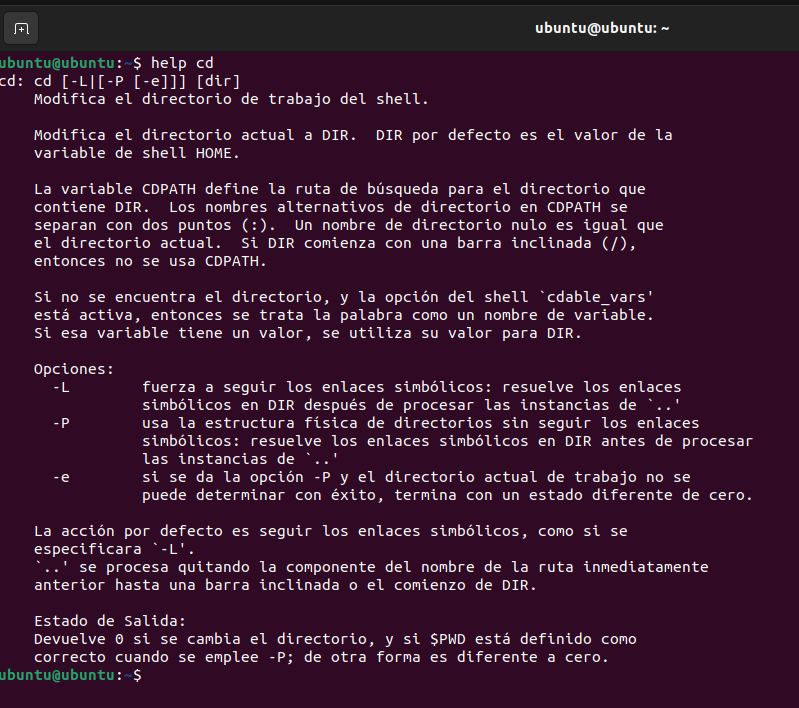 ubuntu@ubuntu: ~
ubuntu@ubuntu:~$ help cd
cd: cd [-L|[-P [-e]]] [dir]
Modifica el directorio de trabajo del shell.
Modifica el directorio actual a DIR.  DIR por defecto es el valor de la
variable de shell HOME.
La variable CDPATH define la ruta de búsqueda para el directorio que
contiene DIR.  Los nombres alternativos de directorio en CDPATH se
separan con dos puntos (:).  Un nombre de directorio nulo es igual que
el directorio actual.  Si DIR comienza con una barra inclinada (/),
entonces no se usa CDPATH.
Si no se encuentra el directorio, y la opción del shell `cdable_vars'
está activa, entonces se trata la palabra como un nombre de variable.
Si esa variable tiene un valor, se utiliza su valor para DIR.
Opciones:
-L        fuerza a seguir los enlaces simbólicos: resuelve los enlaces
simbólicos en DIR después de procesar las instancias de `..'
-P        usa la estructura física de directorios sin seguir los enlaces
simbólicos: resuelve los enlaces simbólicos en DIR antes de procesar
las instancias de `..'
-e        si se da la opción -P y el directorio actual de trabajo no se
puede determinar con éxito, termina con un estado diferente de cero.
La acción por defecto es seguir los enlaces simbólicos, como si se
especificara `-L'.
`..' se procesa quitando la componente del nombre de la ruta inmediatamente
anterior hasta una barra inclinada o el comienzo de DIR.
Estado de Salida:
Devuelve 0 si se cambia el directorio, y si $PWD está definido como
correcto cuando se emplee -P; de otra forma es diferente a cero.
ubuntu@ubuntu:~$